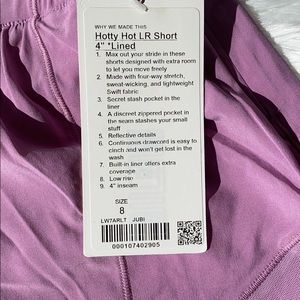 WHY WE MADE THIS
Hotty Hot LR Short
4" *Lined
1. Max out your stride in these
shorts designed with extra room
to let you move freely
2. Made with four-way stretch,
sweat-wicking, and lightweight
Swift fabric
3. Secret stash pocket in the
liner
4. A discreet zippered pocket in
the seam stashes your small
stuff
5. Reflective details
6. Continuous drawcord is easy to
cinch and won't get lost in the
wash
7. Built-in liner offers extra
coverage
8. Low rise
9. 4" inseam
SIZE
8
LW7ARLT JUBI
000107402905